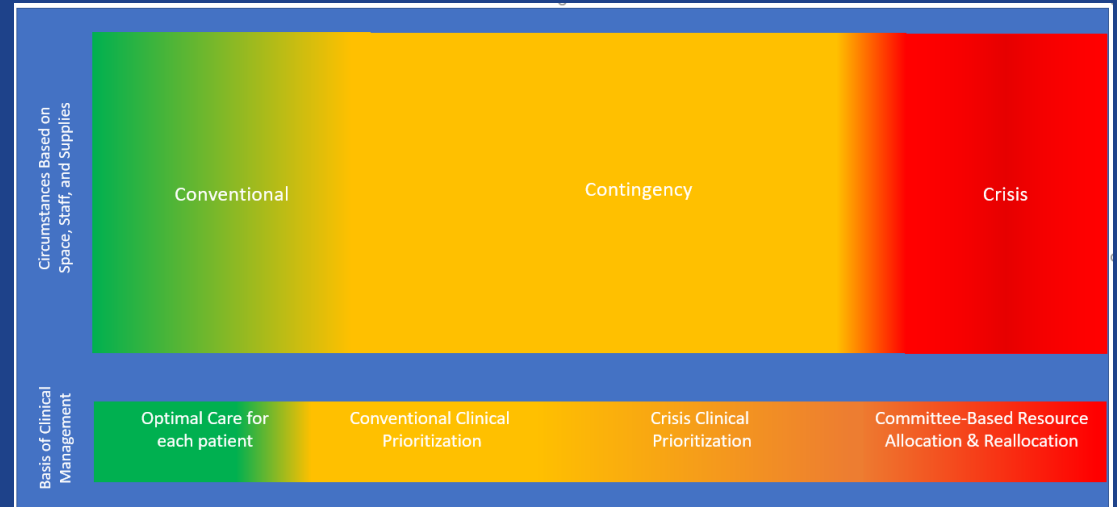 Circumstances Based on
Space, Staff, and Supplies
Conventional
Contingency
Crisis
Basis of Clinical
Management
Optimal Care for
each patient
Conventional Clinical
Prioritization
Crisis Clinical
Prioritization
Committee-Based Resource
Allocation & Reallocation